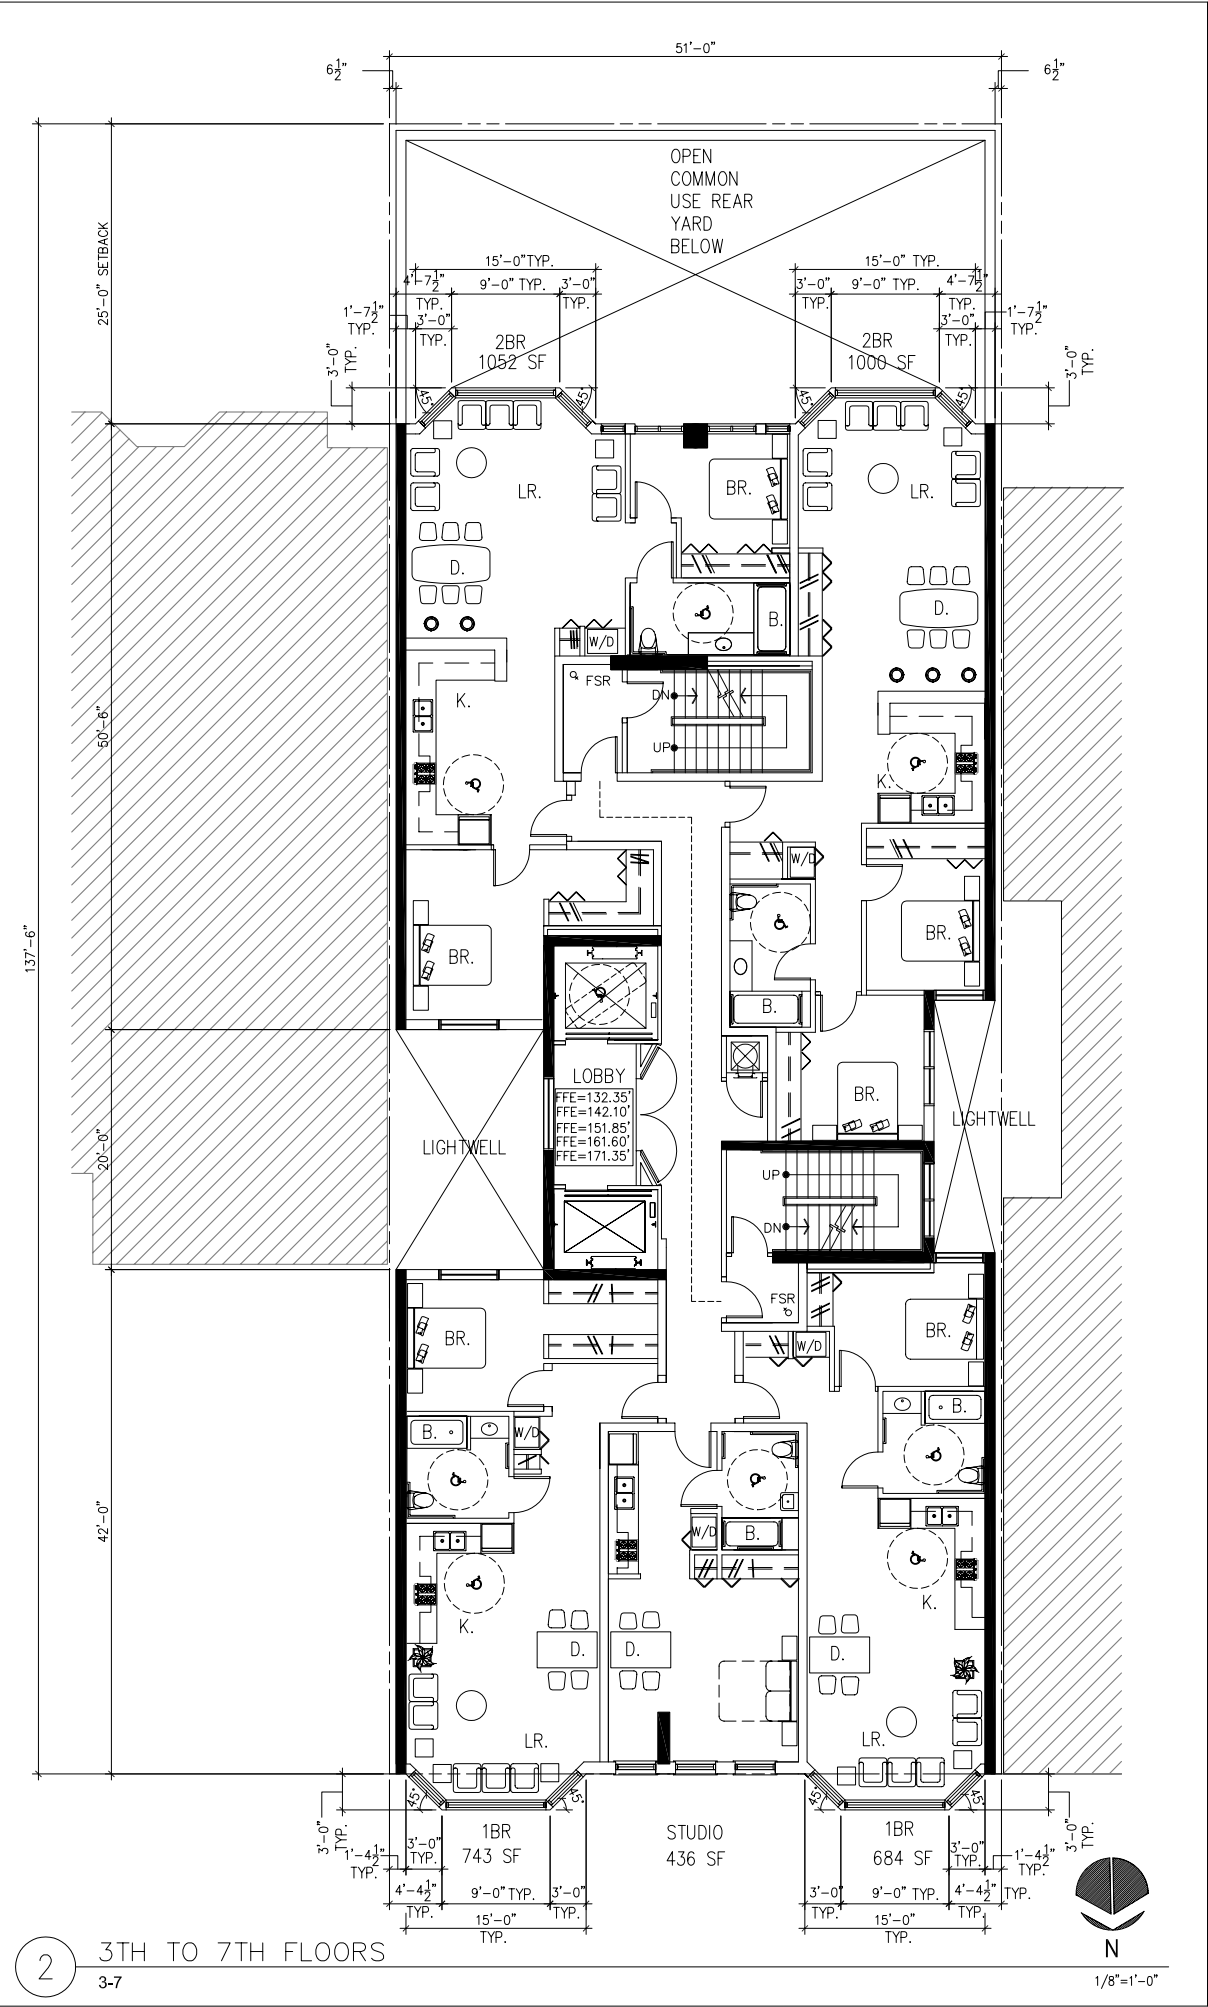 51'-0"
6½"
6½"
OPEN
COMMON
USE REAR
YARD
BELOW
25'-0" SETBACK
15'-0"TYP.
15'-0" TYP.
4'-7½"
TYP.
9'-0" TYP.
3'-0"
TYP.
3'-0"
TYP.
9'-0" TYP.
4'-7½"
TYP.
1'-7½"
TYP.
3'-0"
TYP.
3'-0"
TYP.
1'-7½"
TYP.
3'-0"
TYP.
2BR
1052 SF
2BR
1000 SF
3'-0"
TYP.
45°
45°
45°
45°
LR.
BR.
LR.
D.
D.
B.
W/D
FSR
DN
UP
K.
K.
50'-6"
W/D
137'-6"
BR.
BR.
B.
LOBBY
FFE=132.35'
FFE=142.10'
FFE=151.85'
FFE=161.60'
FFE=171.35'
BR.
LIGHTWELL
LIGHTWELL
20'-0"
UP
DN
FSR
BR.
BR.
W/D
B.
W/D
B.
42'-0"
W/D
B.
K.
K.
D.
D.
D.
LR.
LR.
45°
45°
45°
45°
3'-0"
TYP.
3'-0"
TYP.
1BR
743 SF
STUDIO
436 SF
1BR
684 SF
1'-4½"
TYP.
3'-0"
TYP.
3'-0"
TYP.
1'-4½"
TYP.
4'-4½"
TYP.
9'-0" TYP.
3'-0"
TYP.
3'-0"
TYP.
9'-0" TYP.
4'-4½"
TYP.
15'-0"
TYP.
15'-0"
TYP.
N
2
3TH TO 7TH FLOORS
3-7
1/8"=1'-0"